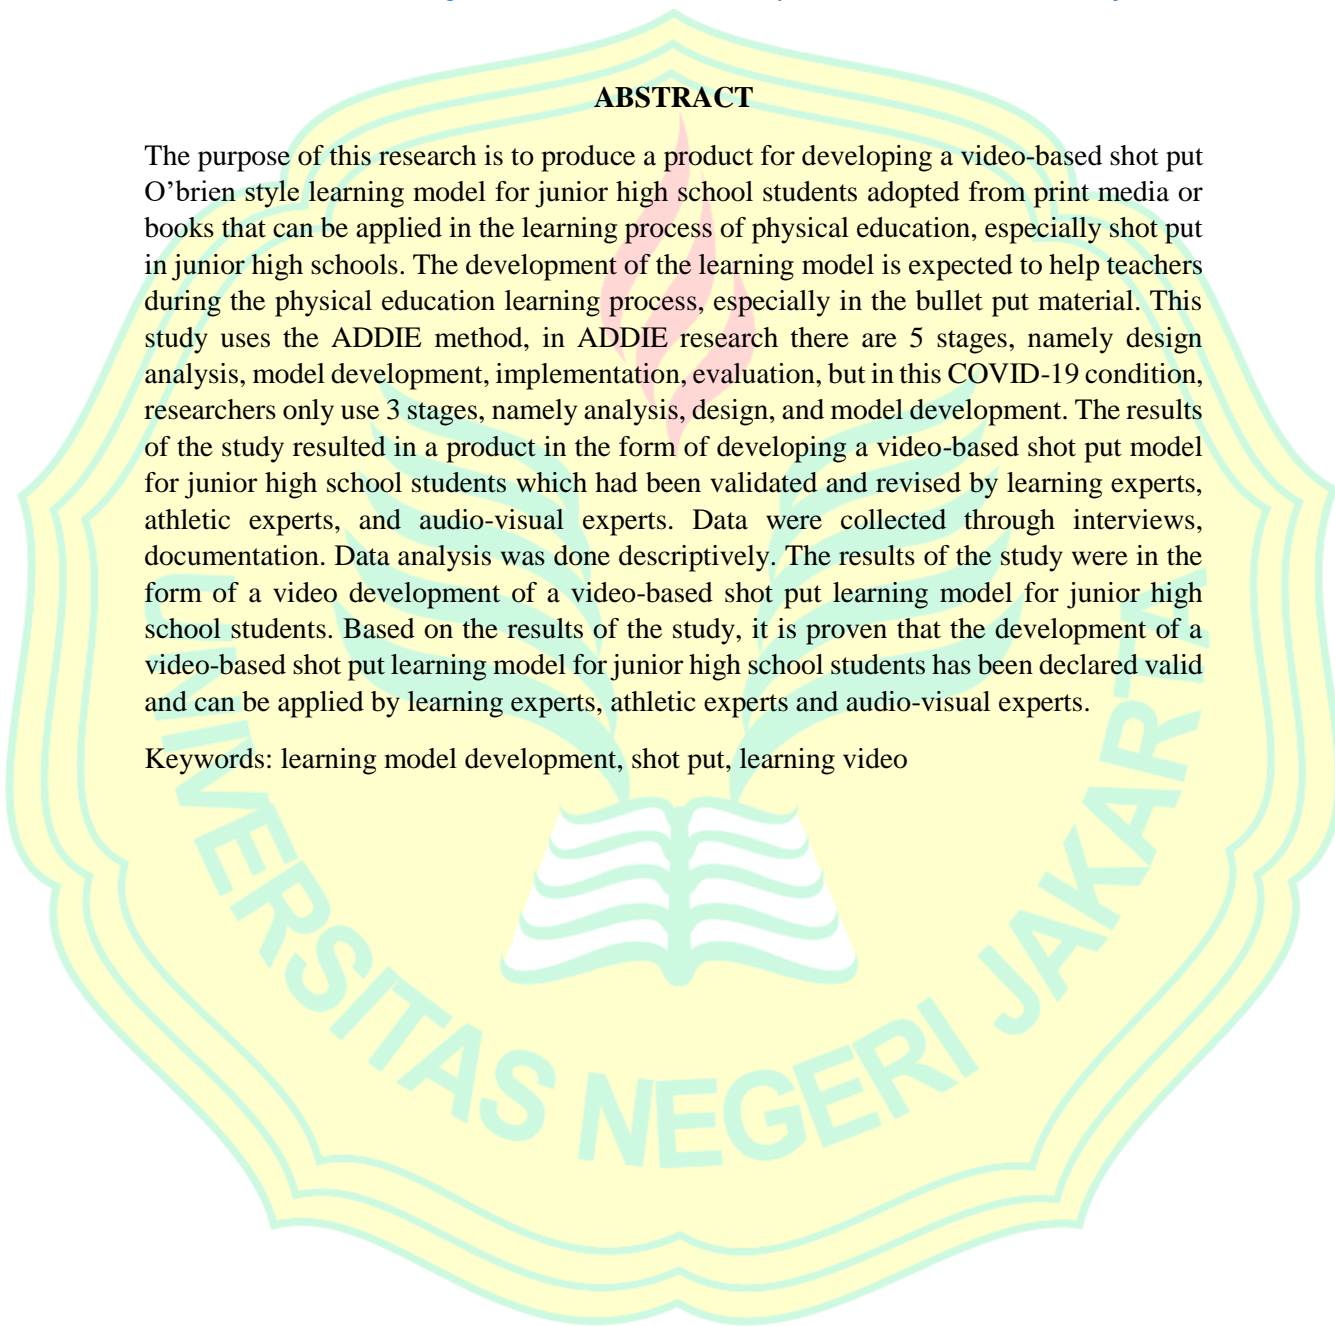 ABSTRACT
The purpose of this research is to produce a product for developing a video-based shot put
O’brien style learning model for junior high school students adopted from print media or
books that can be applied in the learning process of physical education, especially shot put
in junior high schools. The development of the learning model is expected to help teachers
during the physical education learning process, especially in the bullet put material. This
study uses the ADDIE method, in ADDIE research there are 5 stages, namely design
analysis, model development, implementation, evaluation, but in this COVID-19 condition,
researchers only use 3 stages, namely analysis, design, and model development. The results
of the study resulted in a product in the form of developing a video-based shot put model
for junior high school students which had been validated and revised by learning experts,
athletic experts, and audio-visual experts. Data were collected through interviews,
documentation. Data analysis was done descriptively. The results of the study were in the
form of a video development of a video-based shot put learning model for junior high
school students. Based on the results of the study, it is proven that the development of a
video-based shot put learning model for junior high school students has been declared valid
and can be applied by learning experts, athletic experts and audio-visual experts.
Keywords: learning model development, shot put, learning video
UNIVERSITAS NEGERI JAKARTA